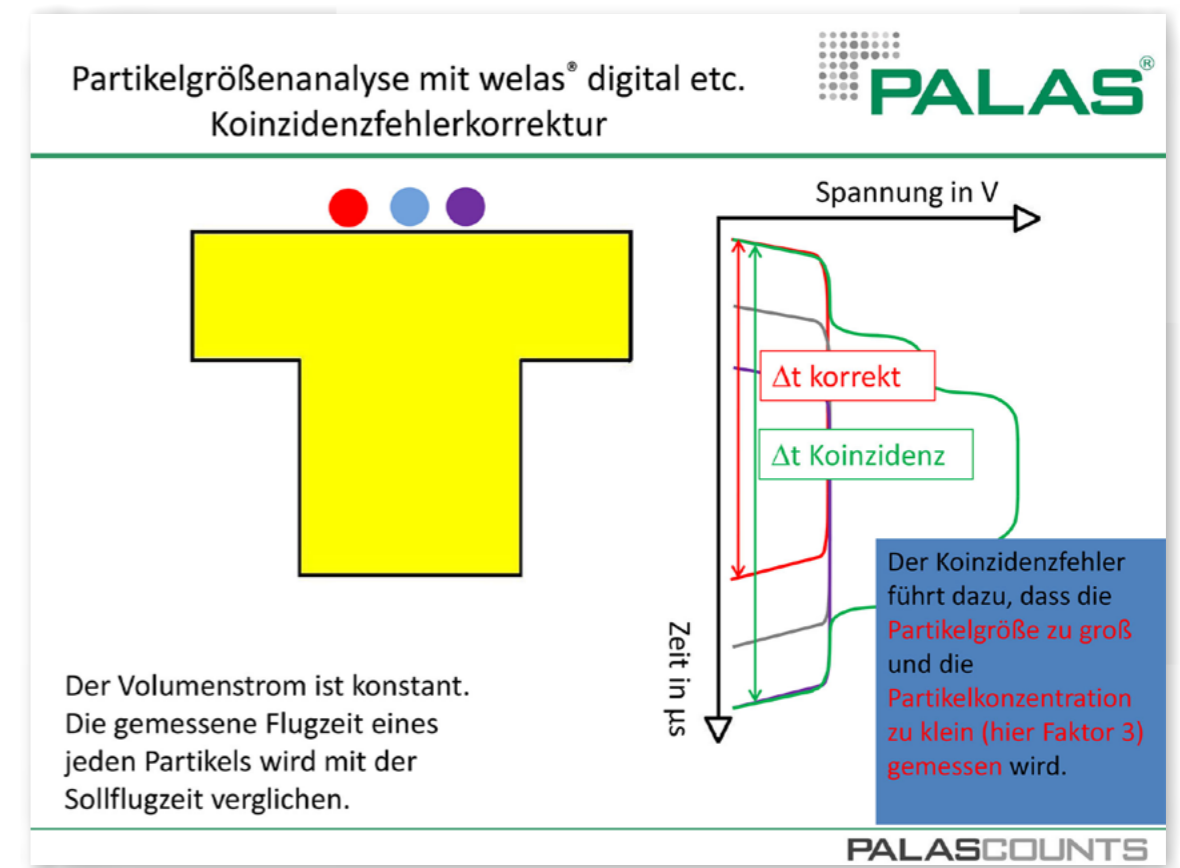 Partikelgrößenanalyse mit welas® digital etc.
Koinzidenzfehlerkorrektur
PALAS®
Spannung in V
Δt korrekt
Δt Koinzidenz
Zeit in µs
Der Koinzidenzfehler
führt dazu, dass die
Partikelgröße zu groß
und die
Partikelkonzentration
zu klein (hier Faktor 3)
gemessen wird.
Der Volumenstrom ist konstant.
Die gemessene Flugzeit eines
jeden Partikels wird mit der
Sollflugzeit verglichen.
PALASCOUNTS